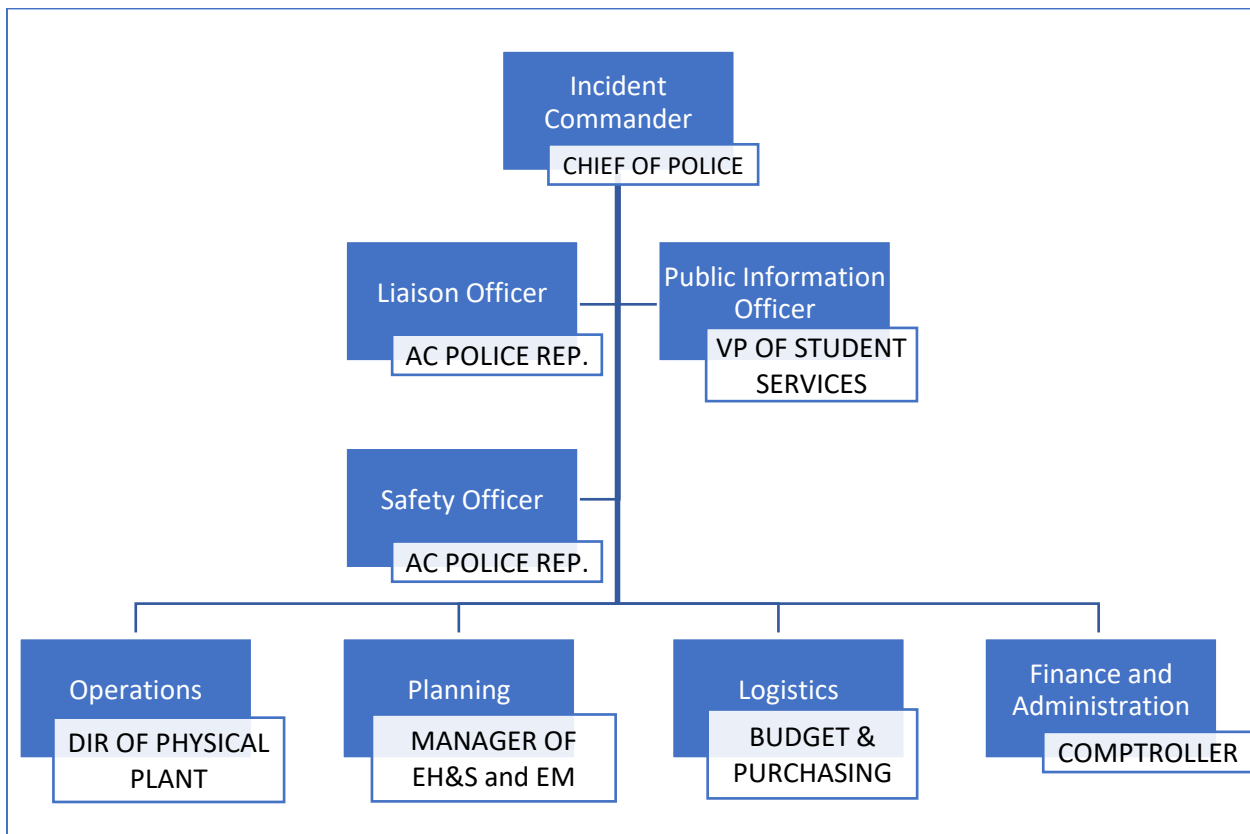 Incident
Commander
CHIEF OF POLICE
Liaison Officer
AC POLICE REP.
Public Information
Officer
VP OF STUDENT
SERVICES
Safety Officer
AC POLICE REP.
Operations
DIR OF PHYSICAL
PLANT
Planning
MANAGER OF
EH&S and EM
Logistics
BUDGET &
PURCHASING
Finance and
Administration
COMPTROLLER